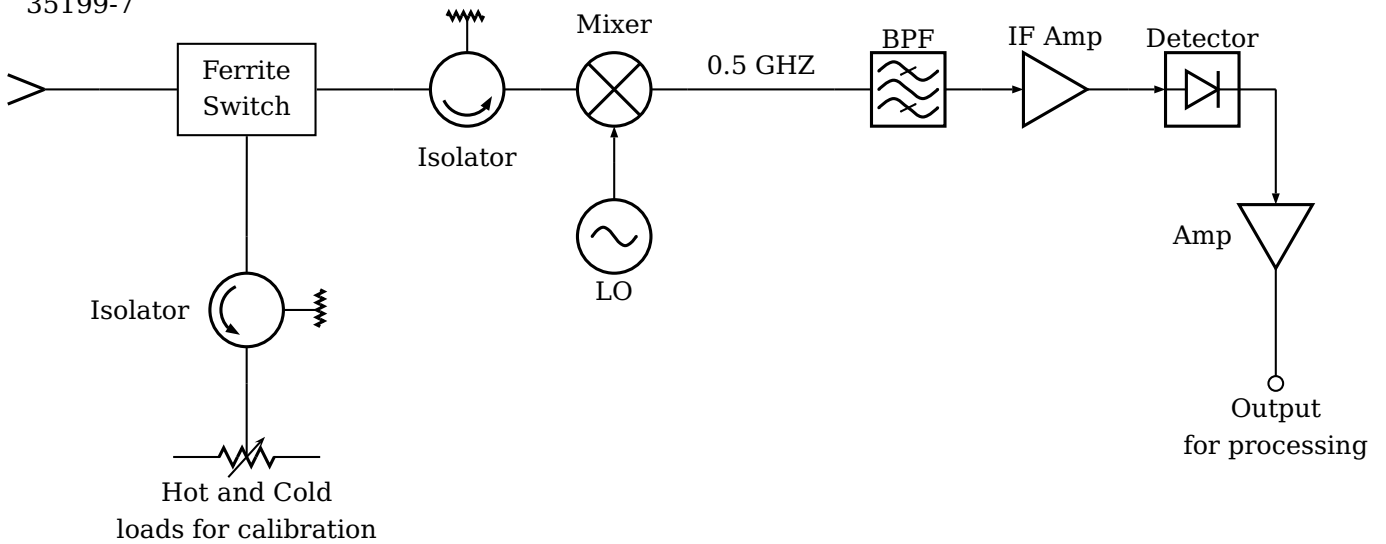 35199-7
Mixer
BPF
IF Amp
Detector
Ferrite
Switch
0.5 GHZ
Isolator
Amp
LO
Isolator
Output
for processing
Hot and Cold
loads for calibration